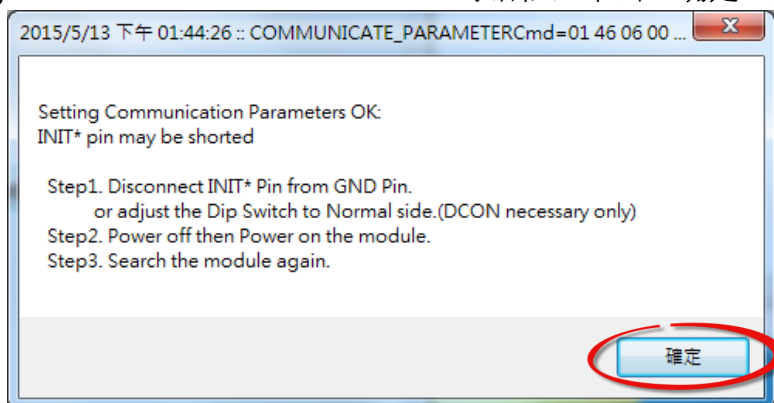 2015/5/13 下午 01:44:26 :: COMMUNICATE_PARAMETERCmd=01 46 06 00 ...
Setting Communication Parameters OK:
INIT* pin may be shorted
Step1. Disconnect INIT* Pin from GND Pin.
or adjust the Dip Switch to Normal side.(DCON necessary only)
Step2. Power off then Power on the module.
Step3. Search the module again.
確定